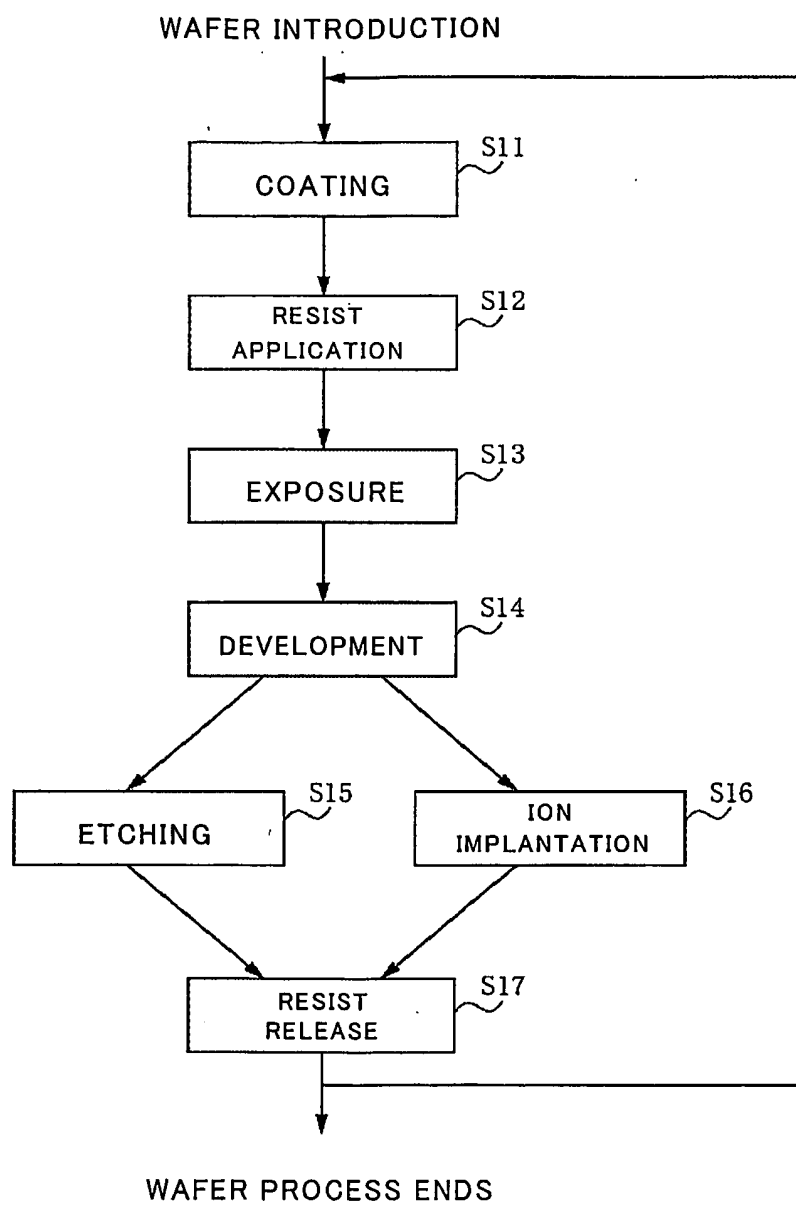 WAFER INTRODUCTION
S11
COATING
S12
RESIST
APPLICATION
S13
EXPOSURE
S14
DEVELOPMENT
S15
ETCHING
S16
ION
IMPLANTATION
S17
RESIST
RELEASE
WAFER PROCESS ENDS